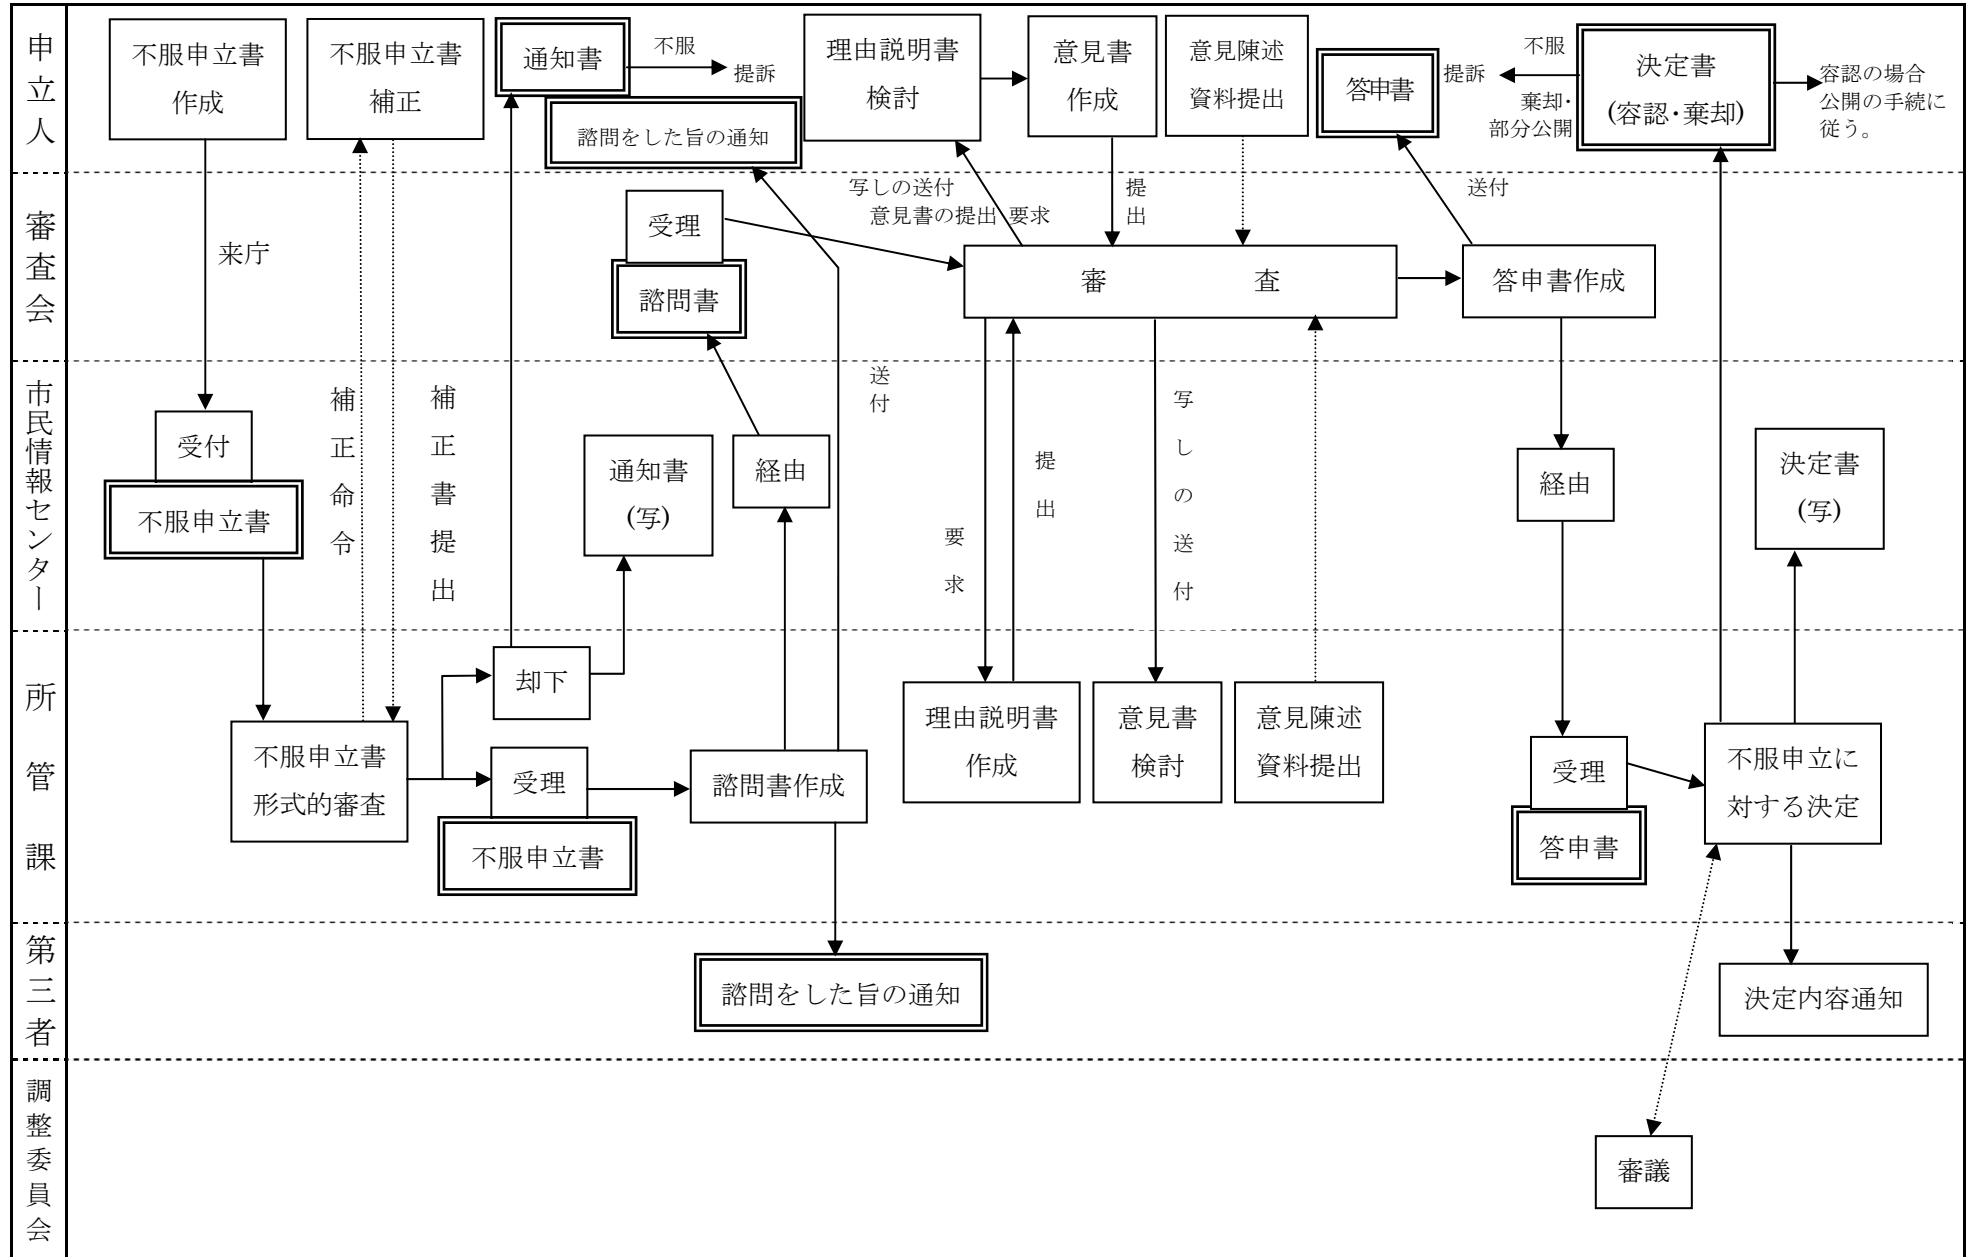 申立人
不服申立書
作成
不服申立書
補正
通知書
不服
提訴
諮問をした旨の通知
理由説明書
検討
意見書
作成
意見陳述
資料提出
答申書
提訴
不服
棄却・
部分公開
決定書
(容認・棄却)
容認の場合
公開の手続に
従う。
審査会
来庁
受理
諮問書
写しの送付
意見書の提出 要求
提出
審 査
送付
答申書作成
市民情報センター
受付
不服申立書
補正命令
補正書提出
通知書
(写)
経由
送付
要求
提出
写しの送付
経由
決定書
(写)
所管課
不服申立書
形式的審査
却下
受理
不服申立書
諮問書作成
理由説明書
作成
意見書
検討
意見陳述
資料提出
受理
答申書
不服申立に
対する決定
第三者
諮問をした旨の通知
決定内容通知
調整委員会
審議